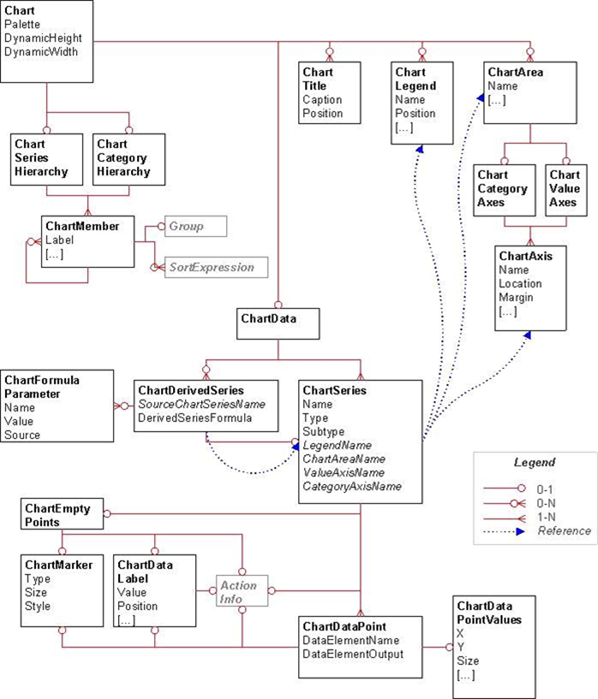 Chart
Palette
DynamicHeight
DynamicWidth
Chart
Title
Caption
Position
Chart
Legend
Name
Position
[...]
ChartArea
Name
[...]
Chart
Series
Hierarchy
Chart
Category
Hierarchy
Chart
Category
Axes
Chart
Value
Axes
ChartMember
Label
[...]
Group
SortExpression
ChartAxis
Name
Location
Margin
[...]
ChartData
ChartFormula
Parameter
Name
Value
Source
ChartDerivedSeries
SourceChartSeriesName
DerivedSeriesFormula
ChartSeries
Name
Type
Subtype
LegendName
ChartAreaName
ValueAxisName
CategoryAxisName
Legend
0-1
0-N
1-N
Reference
ChartEmpty
Points
ChartMarker
Type
Size
Style
ChartData
Label
Value
Position
[...]
Action
Info
ChartDataPoint
DataElementName
DataElementOutput
ChartData
PointValues
X
Y
Size
[...]